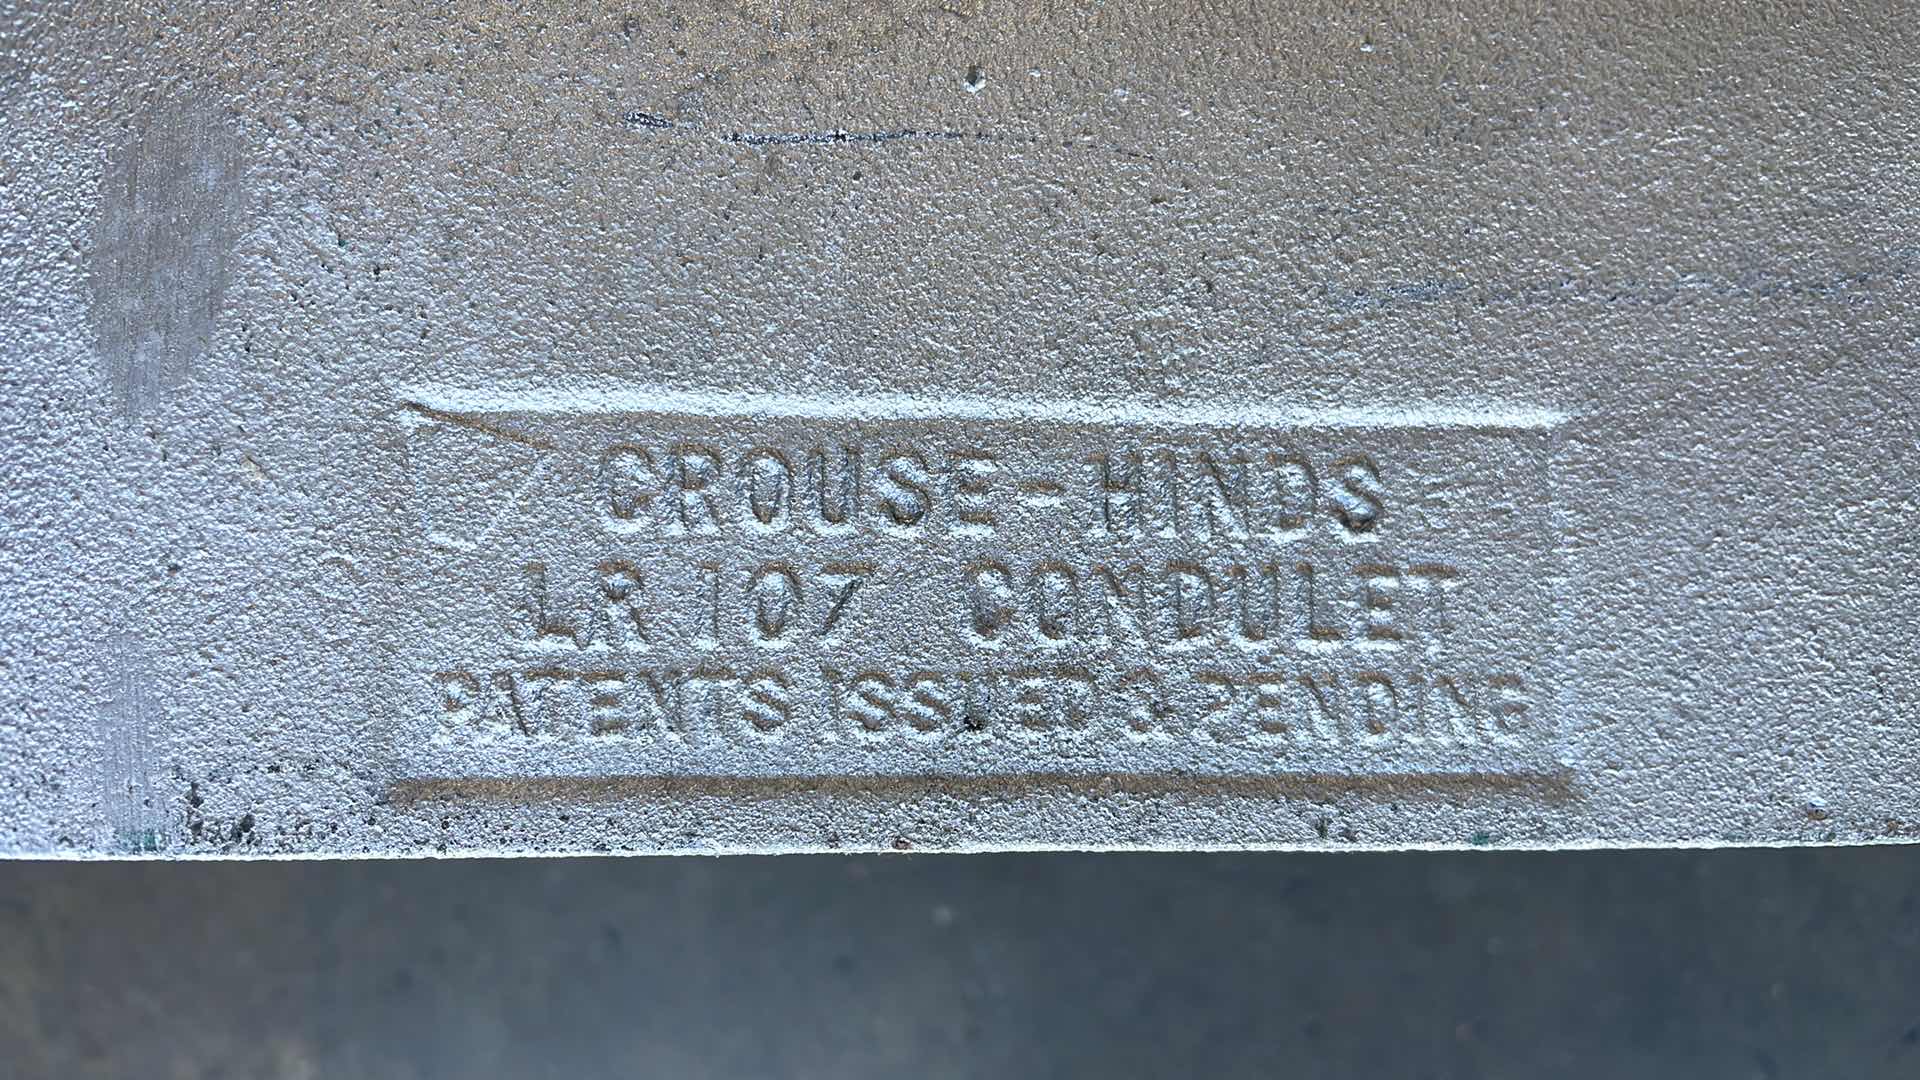 CROUSE-HINDS
LR 107 CONDULET
PATENTS ISSUED & PENDING